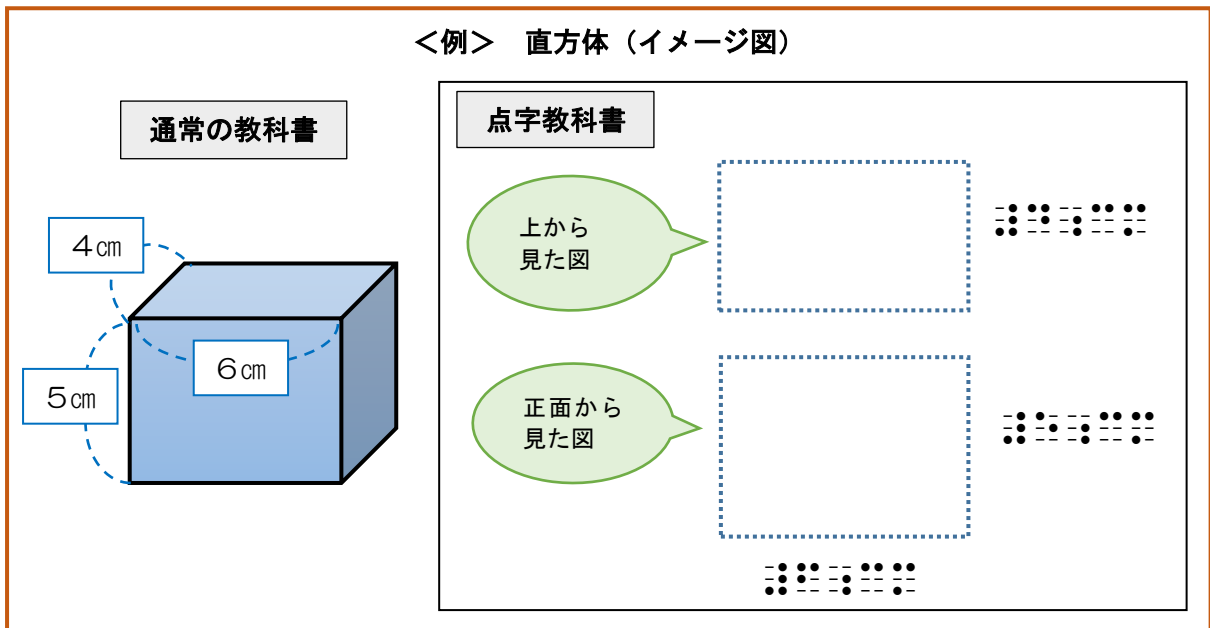 <例>　直方体（イメージ図）
通常の教科書
4㎝
6㎝
5㎝
点字教科書
上から
見た図
⠼⠙⠰⠉⠍
正面から
見た図
⠼⠑⠰⠉⠍
⠼⠋⠰⠉⠍